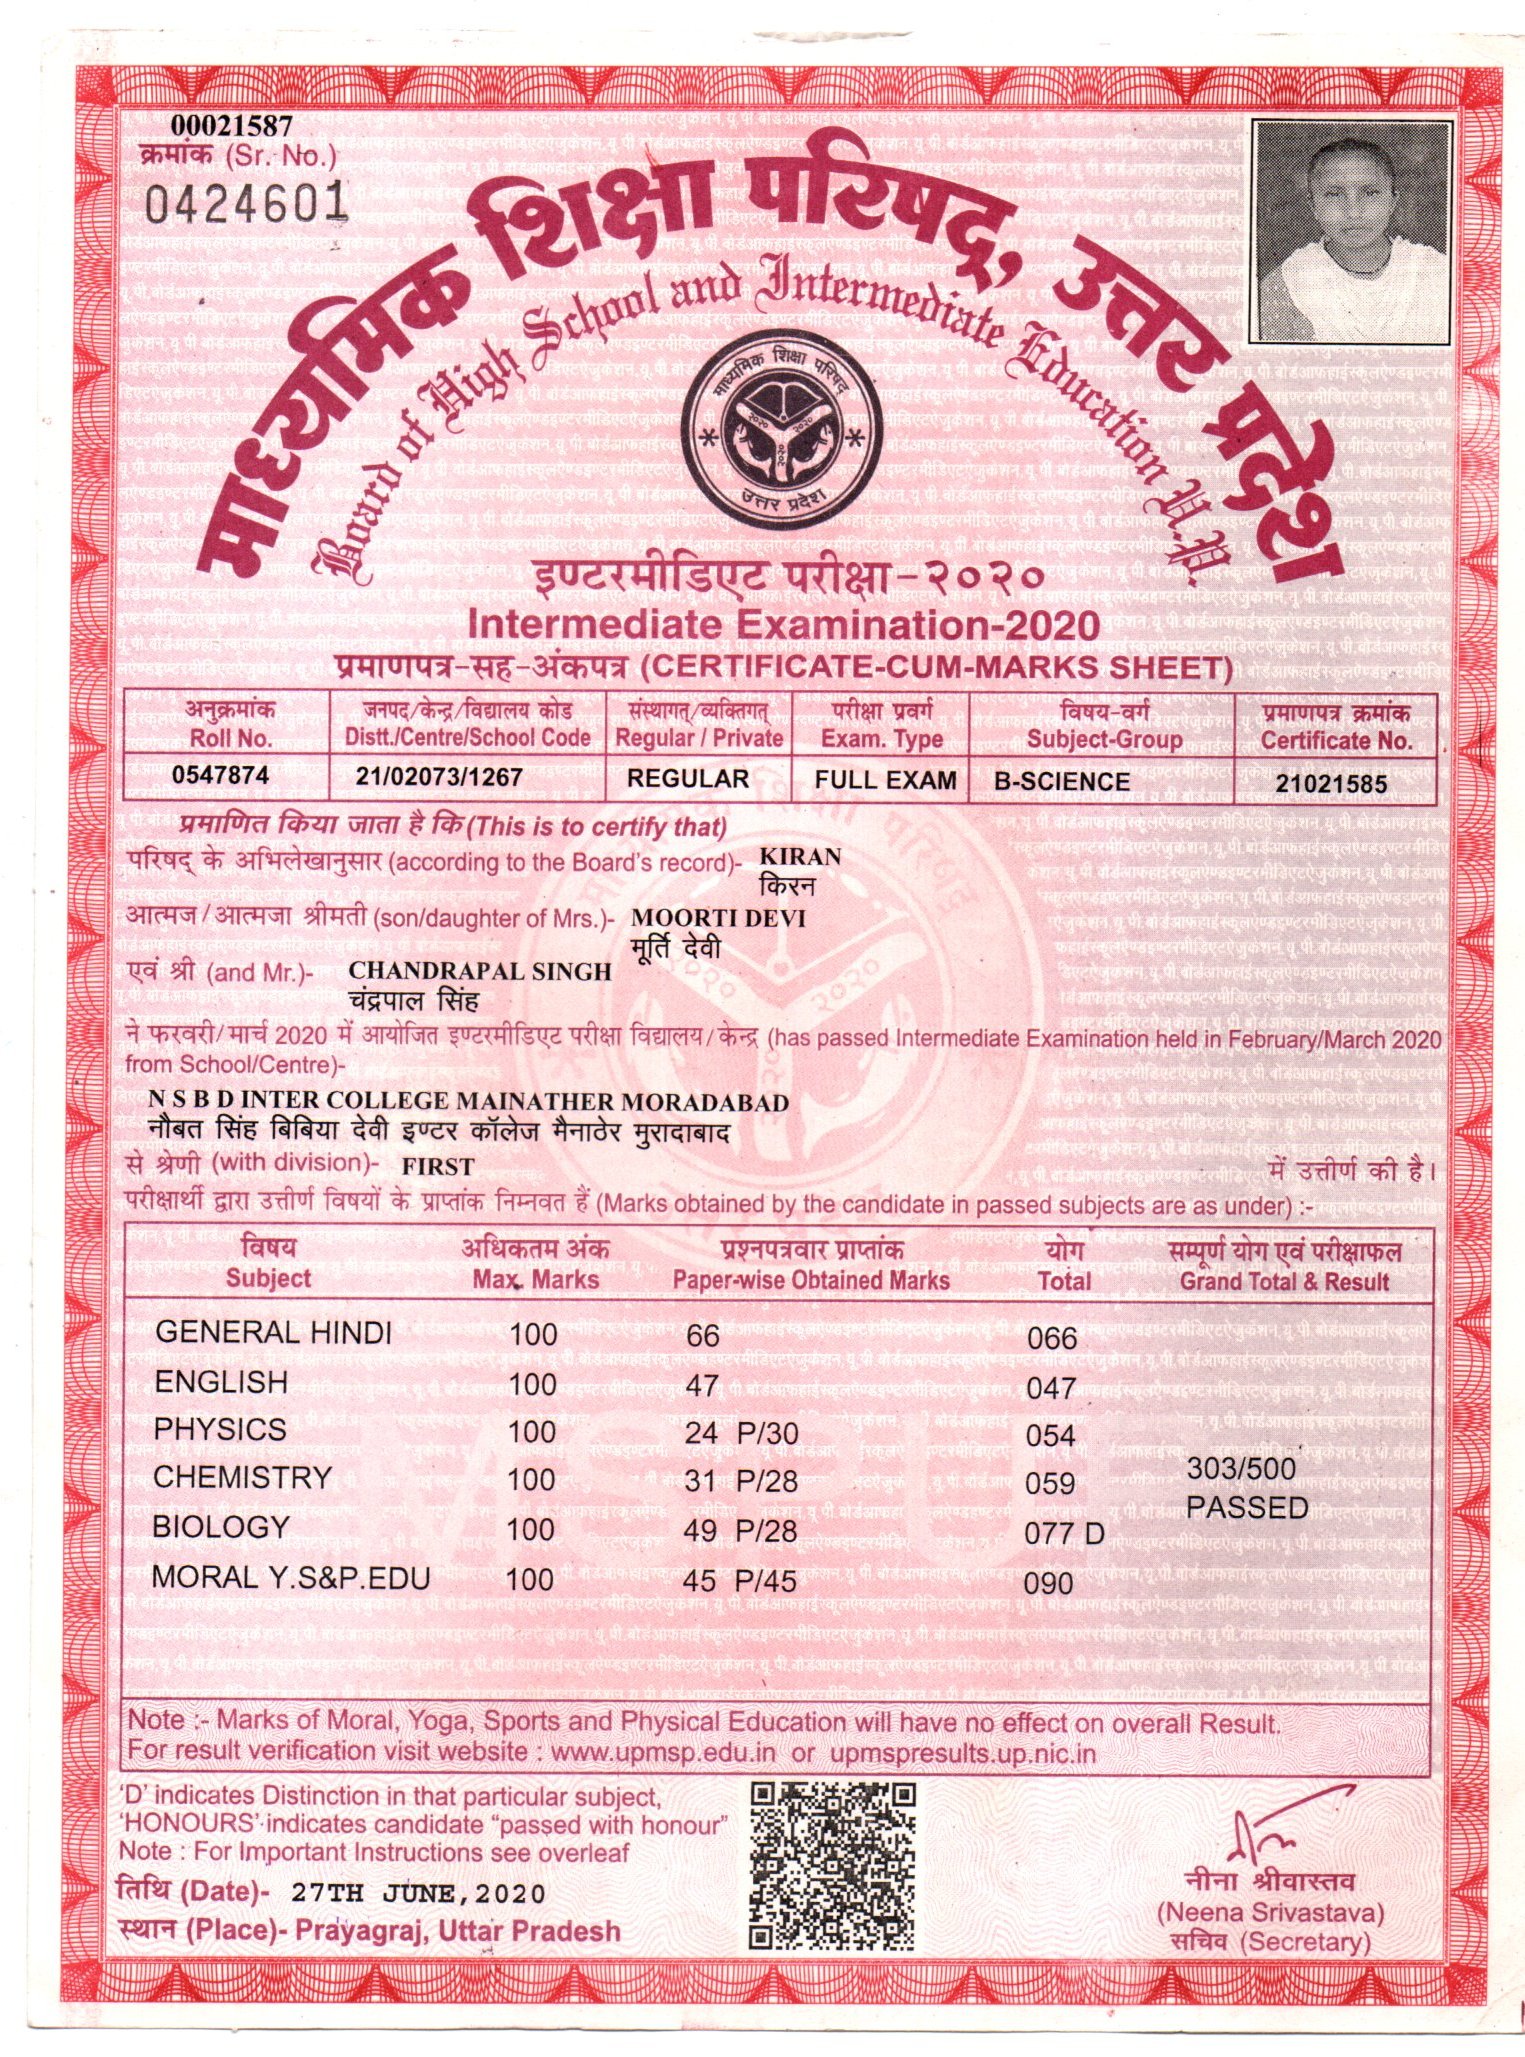 00021587
क्रमांक (Sr. No.)
0424601
माध्यमिक शिक्षा परिषद्, उत्तर प्रदेश
Board of High School and Intermediate Education U.P.
माध्यमिक शिक्षा परिषद्
२०२० २०२०
२०२०
उत्तर प्रदेश
इण्टरमीडिएट परीक्षा-२०२०
Intermediate Examination-2020
प्रमाणपत्र-सह-अंकपत्र (CERTIFICATE-CUM-MARKS SHEET)
अनुक्रमांक जनपद/केन्द्र/विद्यालय कोड संस्थागत्/व्यक्तिगत् परीक्षा प्रवर्ग विषय-वर्ग प्रमाणपत्र क्रमांक
Roll No. Distt./Centre/School Code Regular / Private Exam. Type Subject-Group Certificate No.
0547874 21/02073/1267 REGULAR FULL EXAM B-SCIENCE 21021585
प्रमाणित किया जाता है कि (This is to certify that)
परिषद् के अभिलेखानुसार (according to the Board's record)- KIRAN
किरन
आत्मज/आत्मजा श्रीमती (son/daughter of Mrs.)- MOORTI DEVI
मूर्ति देवी
एवं श्री (and Mr.)- CHANDRAPAL SINGH
चंद्रपाल सिंह
ने फरवरी/मार्च 2020 में आयोजित इण्टरमीडिएट परीक्षा विद्यालय/केन्द्र (has passed Intermediate Examination held in February/March 2020
from School/Centre)-
N S B D INTER COLLEGE MAINATHER MORADABAD
नौबत सिंह बिबिया देवी इण्टर कॉलेज मैनाठेर मुरादाबाद
से श्रेणी (with division)- FIRST में उत्तीर्ण की है।
परीक्षार्थी द्वारा उत्तीर्ण विषयों के प्राप्तांक निम्नवत हैं (Marks obtained by the candidate in passed subjects are as under) :-
विषय अधिकतम अंक प्रश्नपत्रवार प्राप्तांक योग सम्पूर्ण योग एवं परीक्षाफल
Subject Max. Marks Paper-wise Obtained Marks Total Grand Total & Result
GENERAL HINDI 100 66 066
ENGLISH 100 47 047
PHYSICS 100 24 P/30 054
CHEMISTRY 100 31 P/28 059 303/500
PASSED
BIOLOGY 100 49 P/28 077 D
MORAL Y.S&P.EDU 100 45 P/45 090
Note :- Marks of Moral, Yoga, Sports and Physical Education will have no effect on overall Result.
For result verification visit website : www.upmsp.edu.in or upmspresults.up.nic.in
'D' indicates Distinction in that particular subject,
'HONOURS' indicates candidate "passed with honour"
Note : For Important Instructions see overleaf
तिथि (Date)- 27TH JUNE,2020
स्थान (Place)- Prayagraj, Uttar Pradesh
नीना श्रीवास्तव
(Neena Srivastava)
सचिव (Secretary)